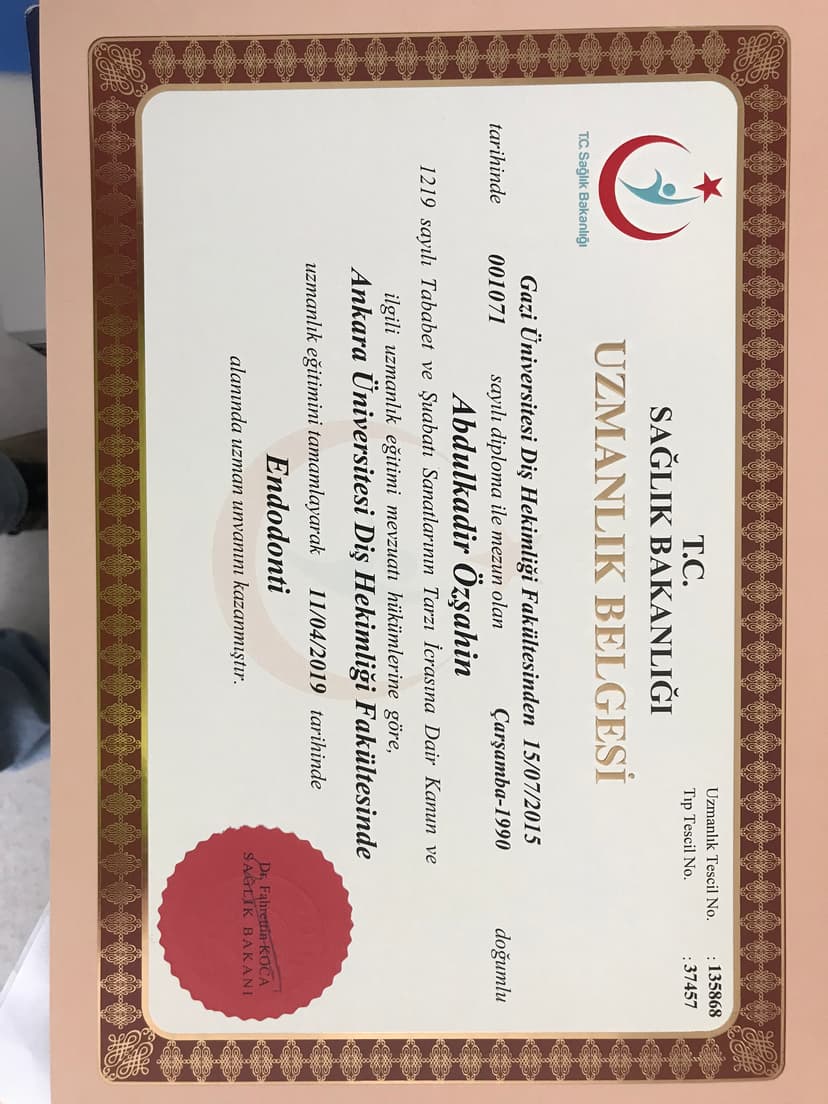 T.C. Sağlık Bakanlığı
T.C.
SAĞLIK BAKANLIĞI
UZMANLIK BELGESİ
Uzmanlık Tescil No. : 135868
Tıp Tescil No. : 37457
Gazi Üniversitesi Diş Hekimliği Fakültesinden 15/07/2015
tarihinde 001071 sayılı diploma ile mezun olan Çarşamba-1990 doğumlu
Abdulkadir Özşahin
1219 sayılı Tababet ve Şuabatı Sanatlarının Tarzı İcrasına Dair Kanun ve
ilgili uzmanlık eğitimi mevzuatı hükümlerine göre,
Ankara Üniversitesi Diş Hekimliği Fakültesinde
uzmanlık eğitimini tamamlayarak 11/04/2019 tarihinde
Endodonti
alanında uzman unvanını kazanmıştır.
Dr. Fahrettin KOCA
SAĞLIK BAKANI